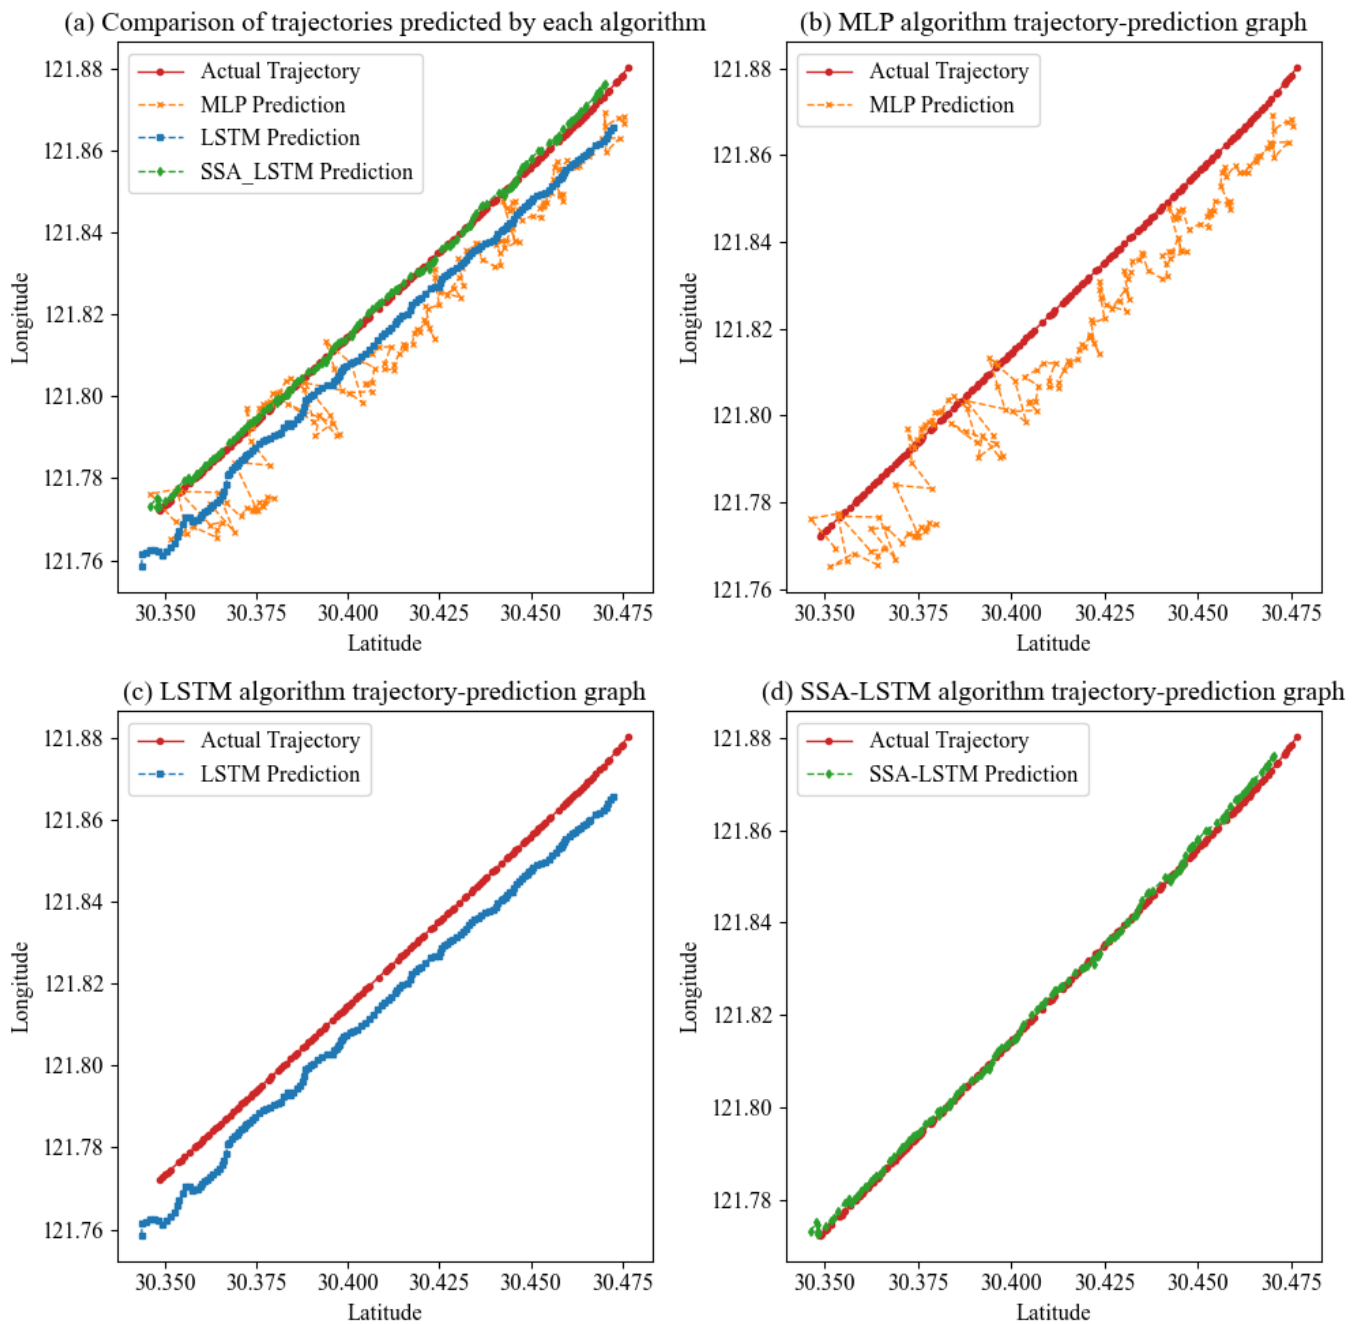 (a) Comparison of trajectories predicted by each algorithm
121.88
121.86
121.84
121.82
121.80
121.78
121.76
Longitude
Actual Trajectory
MLP Prediction
LSTM Prediction
SSA_LSTM Prediction
30.350 30.375 30.400 30.425 30.450 30.475
Latitude
(b) MLP algorithm trajectory-prediction graph
121.88
121.86
121.84
121.82
121.80
121.78
121.76
Longitude
Actual Trajectory
MLP Prediction
30.350 30.375 30.400 30.425 30.450 30.475
Latitude
(c) LSTM algorithm trajectory-prediction graph
121.88
121.86
121.84
121.82
121.80
121.78
121.76
Longitude
Actual Trajectory
LSTM Prediction
30.350 30.375 30.400 30.425 30.450 30.475
Latitude
(d) SSA-LSTM algorithm trajectory-prediction graph
121.88
121.86
121.84
121.82
121.80
121.78
Longitude
Actual Trajectory
SSA-LSTM Prediction
30.350 30.375 30.400 30.425 30.450 30.475
Latitude